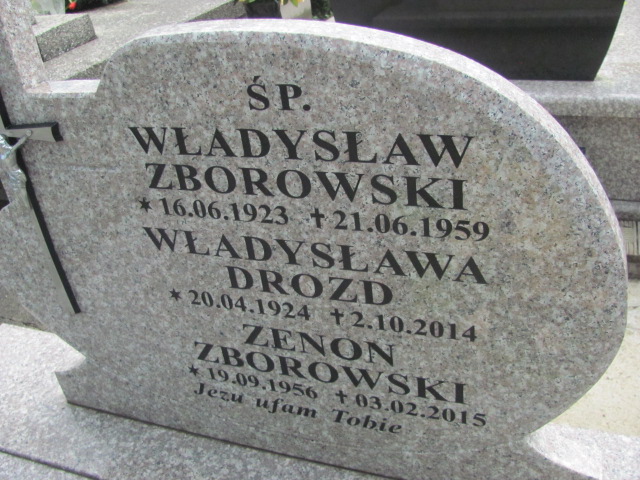 ŚP.
WŁADYSŁAW
ZBOROWSKI
* 16.06.1923 ✝ 21.06.1959
WŁADYSŁAWA
DROZD
* 20.04.1924 ✝ 2.10.2014
ZENON
ZBOROWSKI
* 19.09.1956 ✝ 03.02.2015
Jezu ufam Tobie